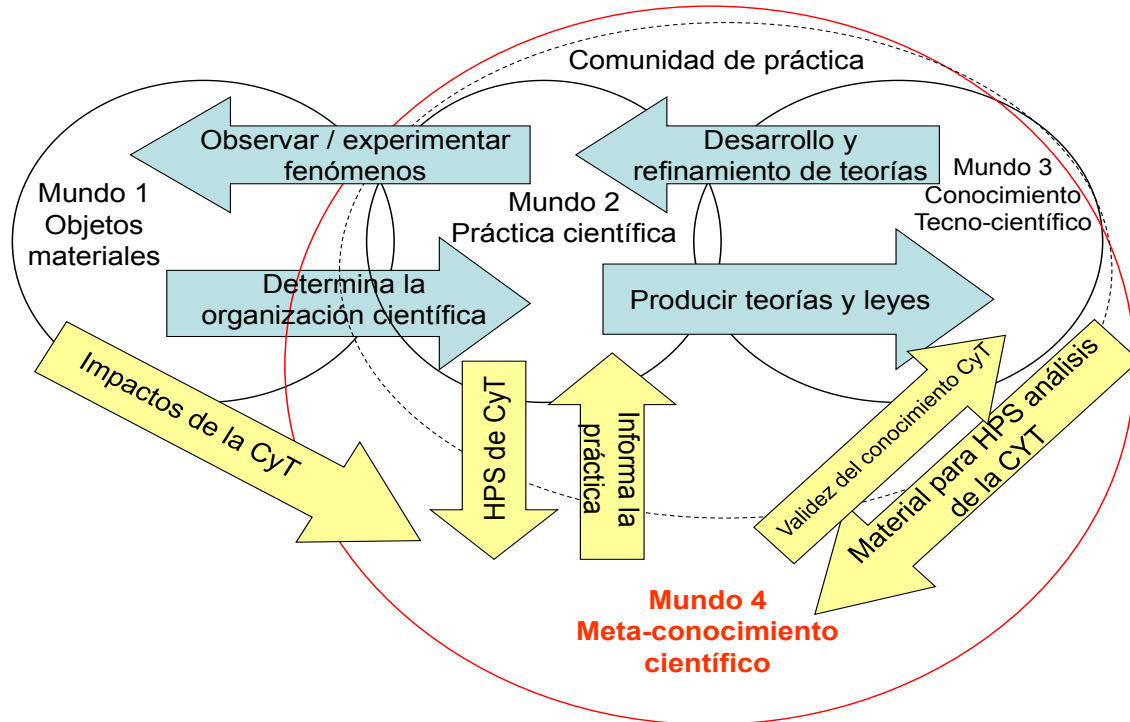 Comunidad de práctica
Observar / experimentar
fenómenos
Desarrollo y
refinamiento de teorías
Mundo 1
Objetos
materiales
Mundo 2
Práctica científica
Mundo 3
Conocimiento
Tecno-científico
Determina la
organización científica
Producir teorías y leyes
Impactos de la CyT
HPS de CyT
Informa la
práctica
Validez del conocimiento CyT
Material para HPS análisis
de la CYT
Mundo 4
Meta-conocimiento
científico